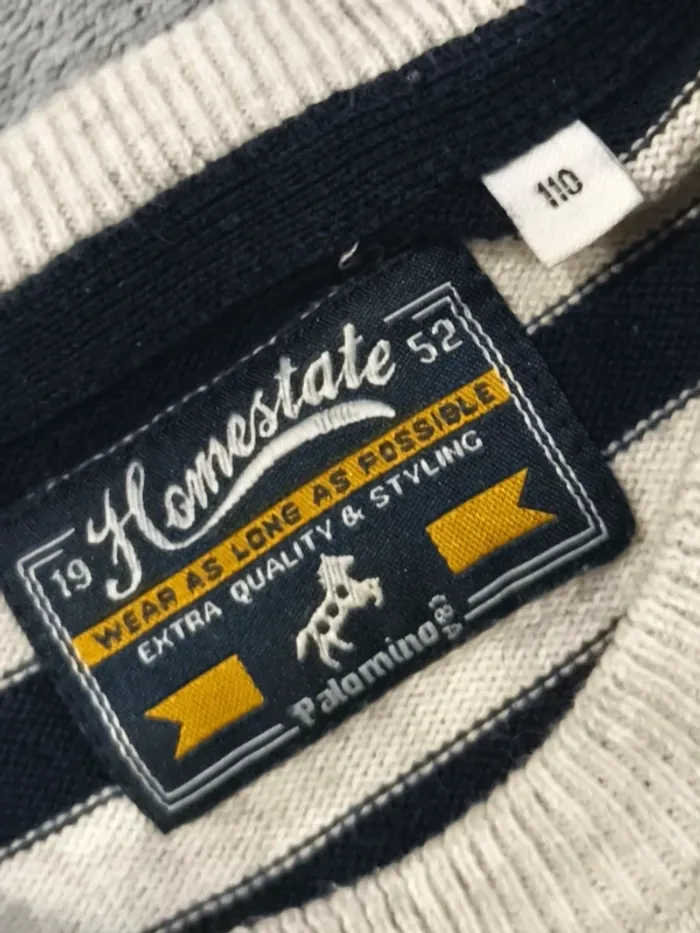 110
19 Homestate 52
WEAR AS LONG AS POSSIBLE
EXTRA QUALITY & STYLING
Palomino